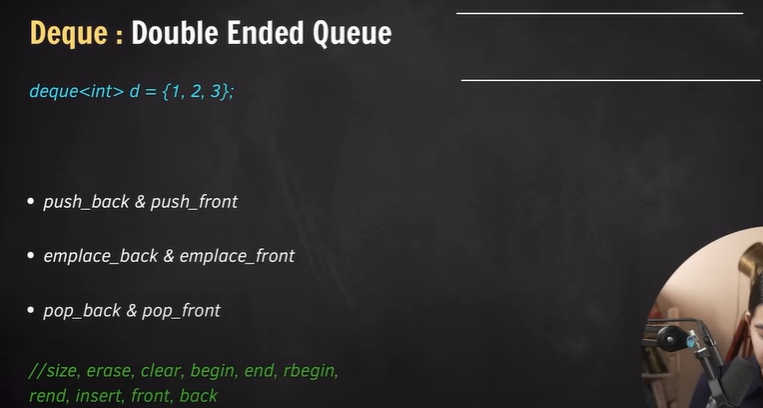 Deque : Double Ended Queue
deque<int> d = {1, 2, 3};
• push_back & push_front
• emplace_back & emplace_front
• pop_back & pop_front
//size, erase, clear, begin, end, rbegin,
rend, insert, front, back